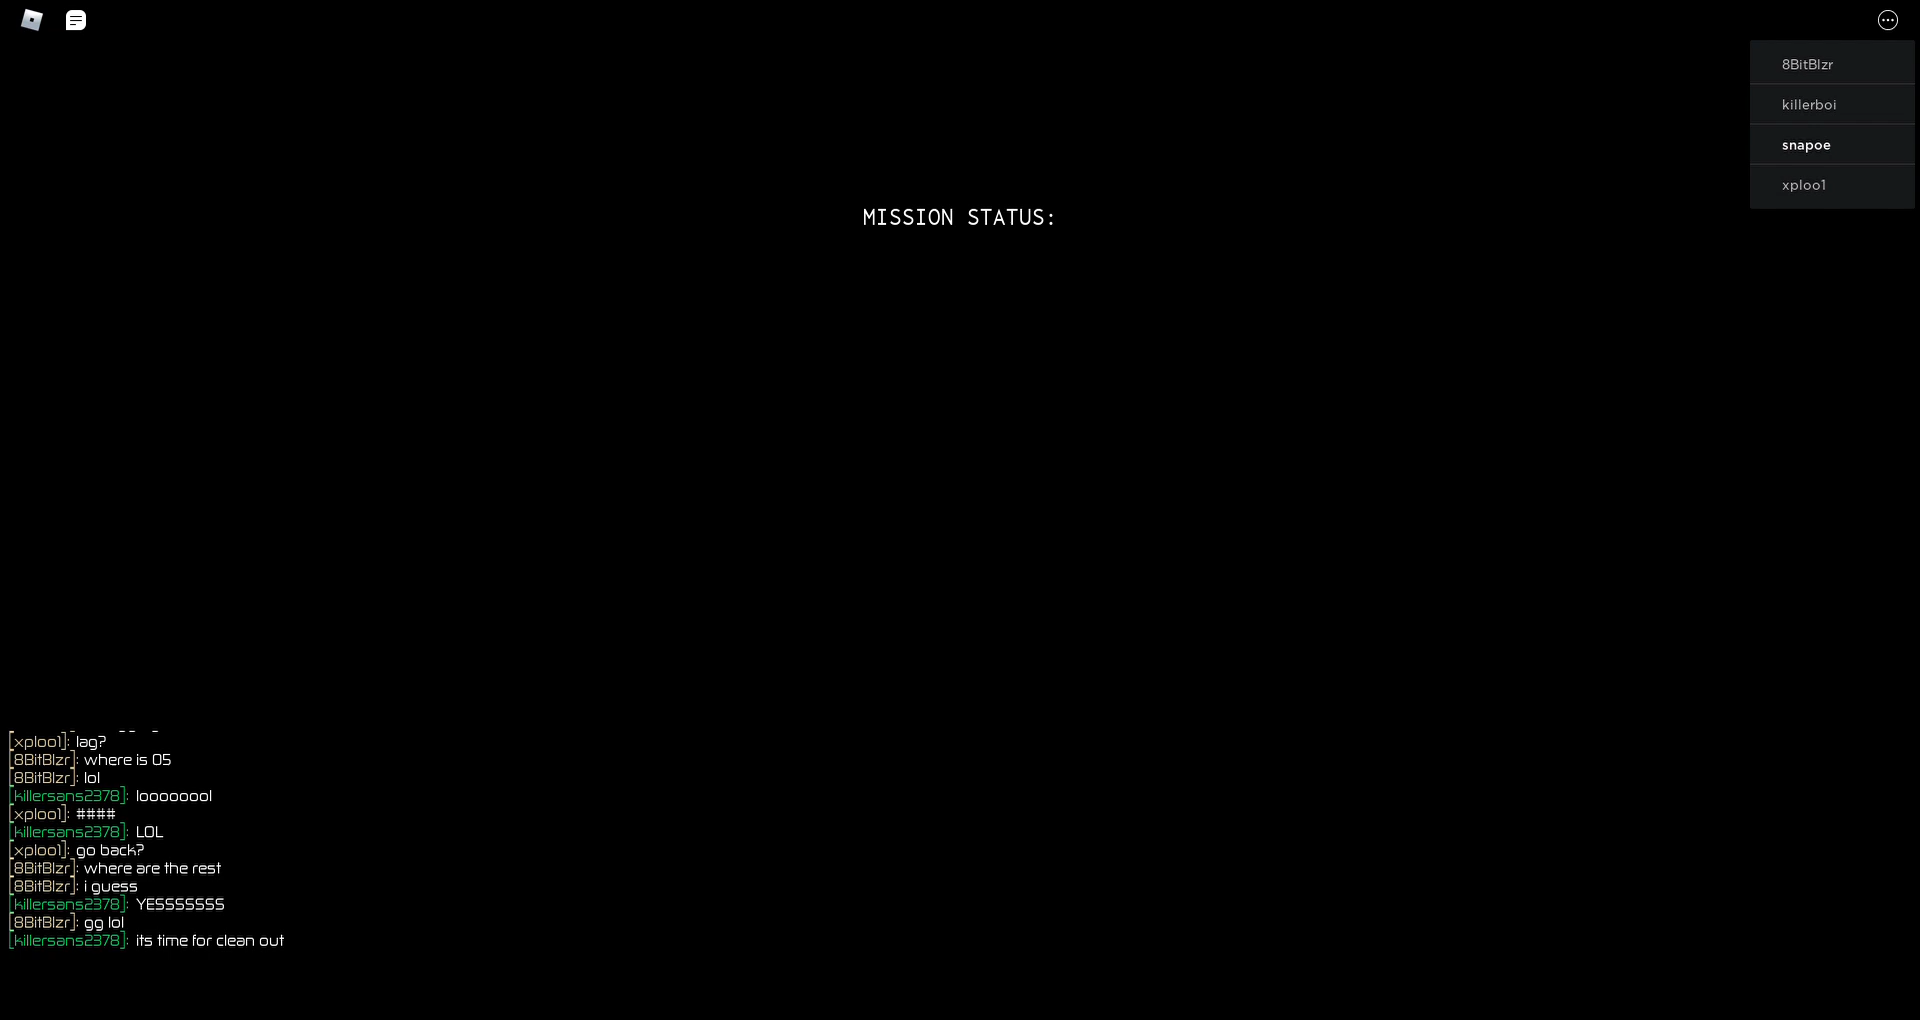 8BitBlzr
killerboi
snapoe
xploo1
MISSION STATUS:
[xploo1]: lag?
[8BitBlzr]: where is 05
[8BitBlzr]: lol
[killersans2378]: loooooool
[xploo1]: ####
[killersans2378]: LOL
[xploo1]: go back?
[8BitBlzr]: where are the rest
[8BitBlzr]: i guess
[killersans2378]: YESSSSSSS
[8BitBlzr]: gg lol
[killersans2378]: its time for clean out